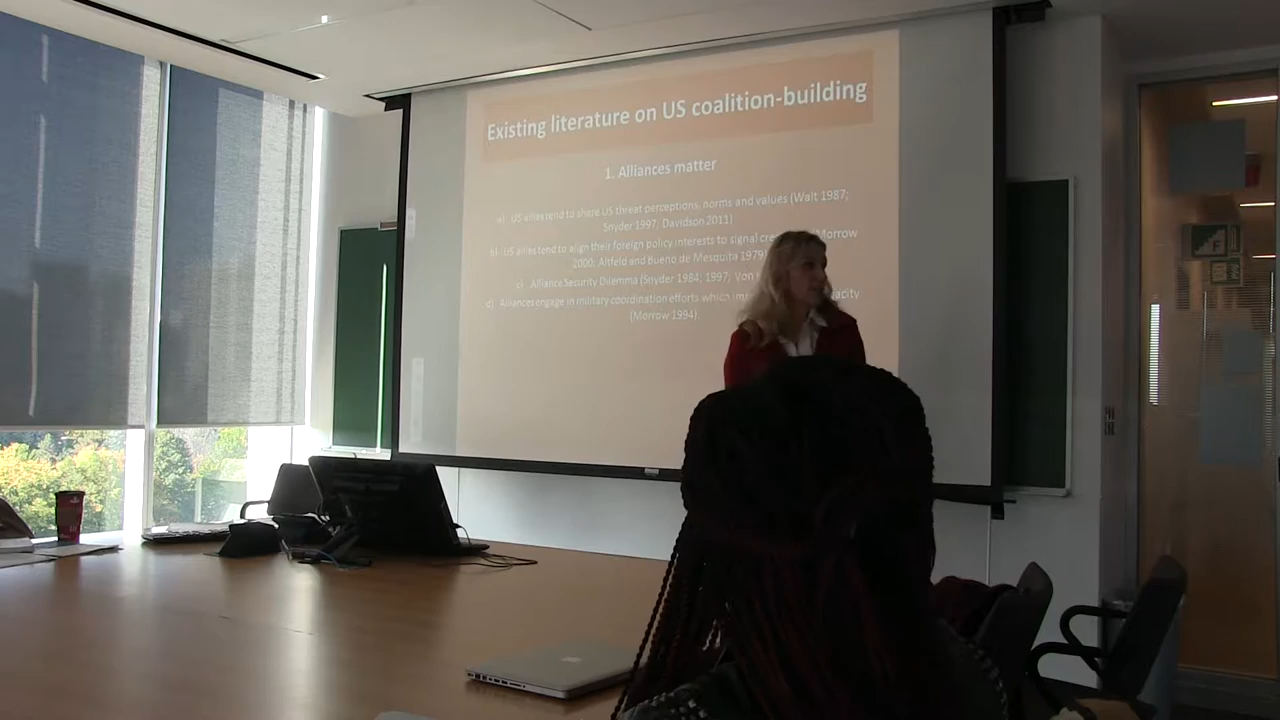 Existing literature on US coalition-building
1. Alliances matter
a) US allies tend to share US threat perceptions, norms and values (Walt 1987;
Snyder 1997; Davidson 2011)
b) US allies tend to align their foreign policy interests to signal (Morrow
2000; Altfeld and Bueno de Mesquita 1979)
c) Alliance Security Dilemma (Snyder 1984; 1997; Von
d) Alliances engage in military coordination efforts which
(Morrow 1994).